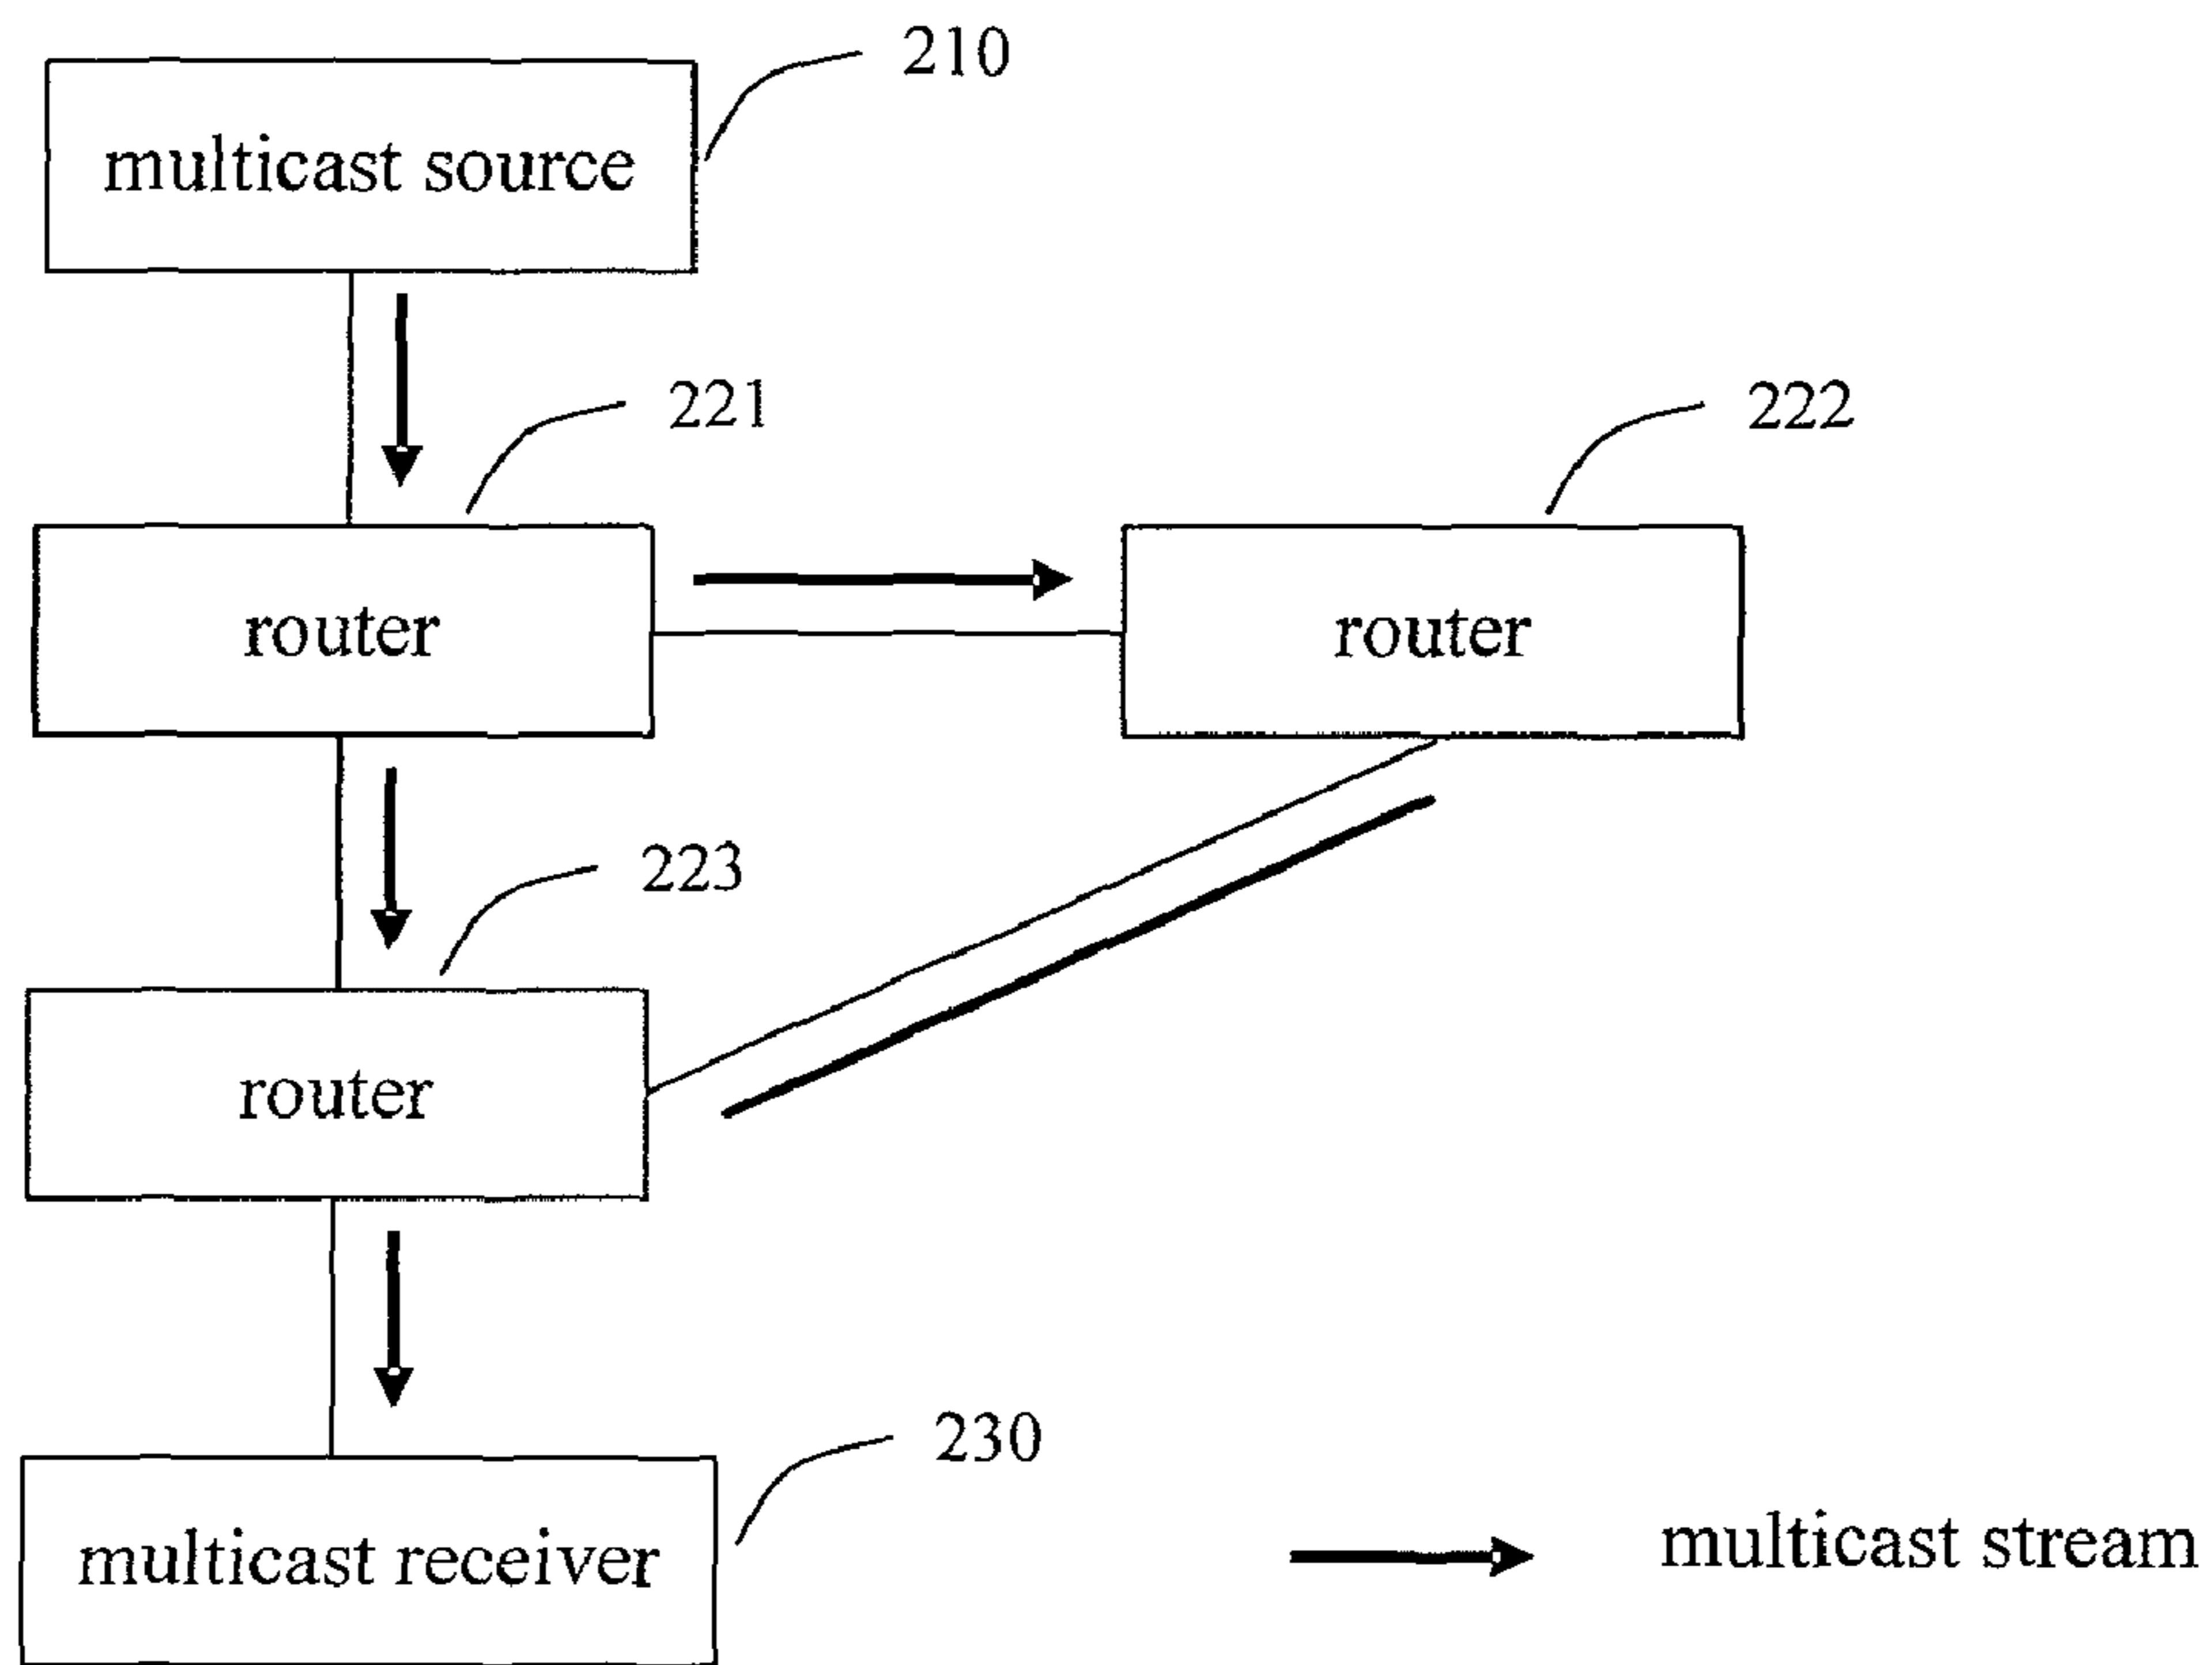 210
multicast source
221
222
router
router
223
router
230
multicast receiver
multicast stream